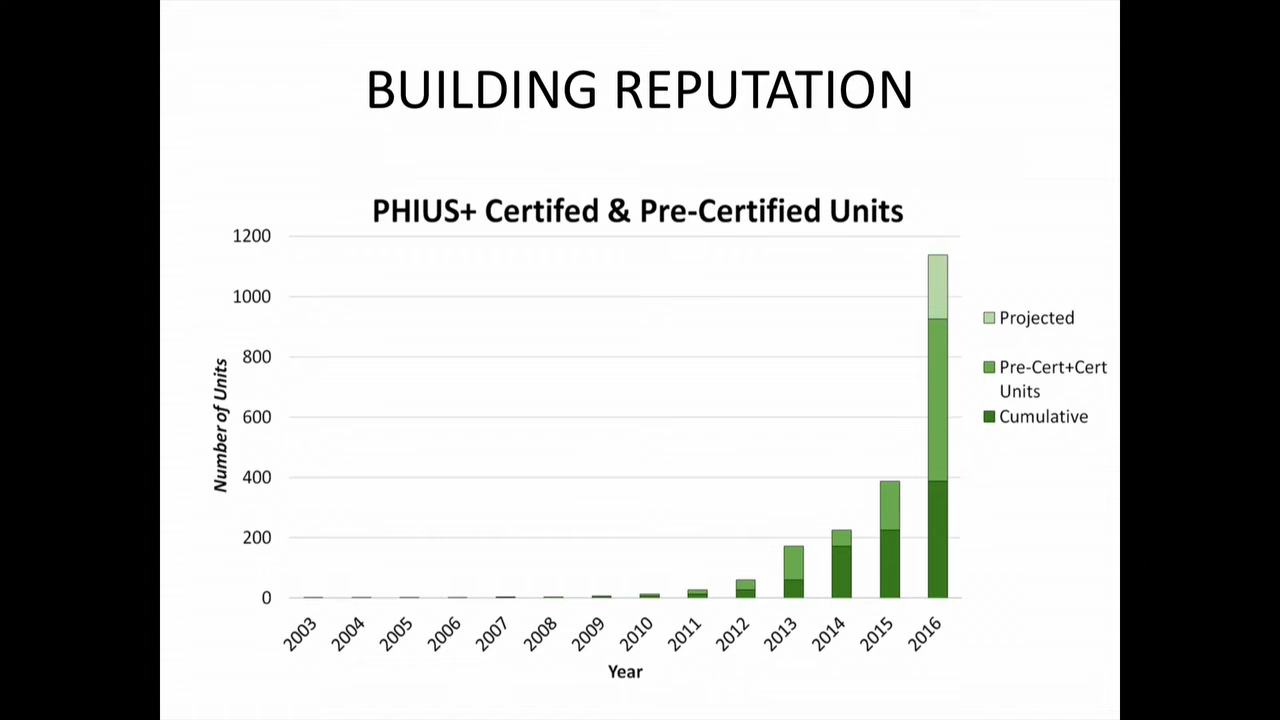 BUILDING REPUTATION
PHIUS+ Certifed & Pre-Certified Units
1200
1000
800
600
400
200
0
Number of Units
2003
2004
2005
2006
2007
2008
2009
2010
2011
2012
2013
2014
2015
2016
Year
Projected
Pre-Cert+Cert
Units
Cumulative